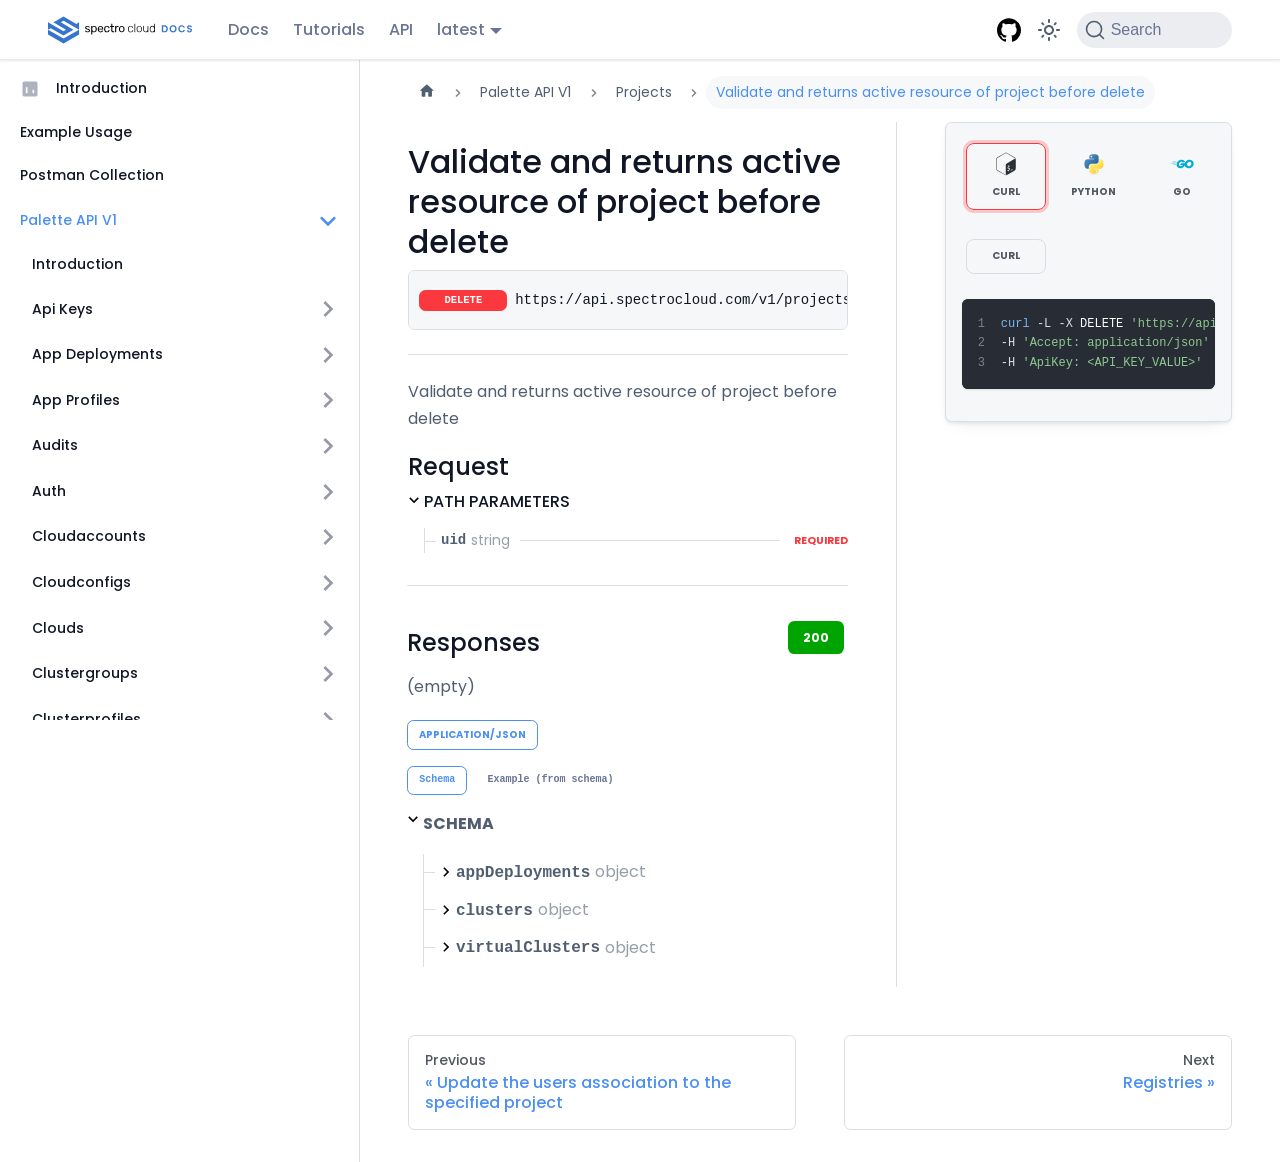 spectro cloud DOCS
Docs
Tutorials
API
latest
Search
Introduction
Example Usage
Postman Collection
Palette API V1
Introduction
Api Keys
App Deployments
App Profiles
Audits
Auth
Cloudaccounts
Cloudconfigs
Clouds
Clustergroups
Clusterprofiles
Palette API V1
Projects
Validate and returns active resource of project before delete
Validate and returns active
resource of project before
delete
DELETE https://api.spectrocloud.com/v1/projects
Validate and returns active resource of project before
delete
Request
PATH PARAMETERS
uid string REQUIRED
Responses
200
(empty)
APPLICATION/JSON
Schema
Example (from schema)
SCHEMA
appDeployments object
clusters object
virtualClusters object
CURL
PYTHON
GO
GO
CURL
1 curl -L -X DELETE 'https://api
2 -H 'Accept: application/json'
3 -H 'ApiKey: <API_KEY_VALUE>'
Previous
« Update the users association to the
specified project
Next
Registries »